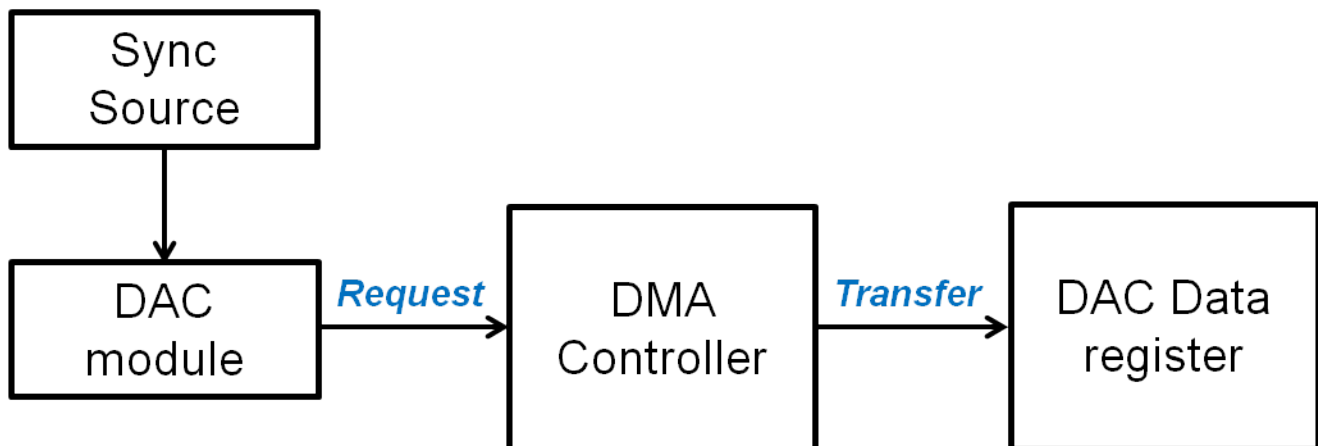 Sync
Source
DAC
module
Request
DMA
Controller
Transfer
DAC Data
register